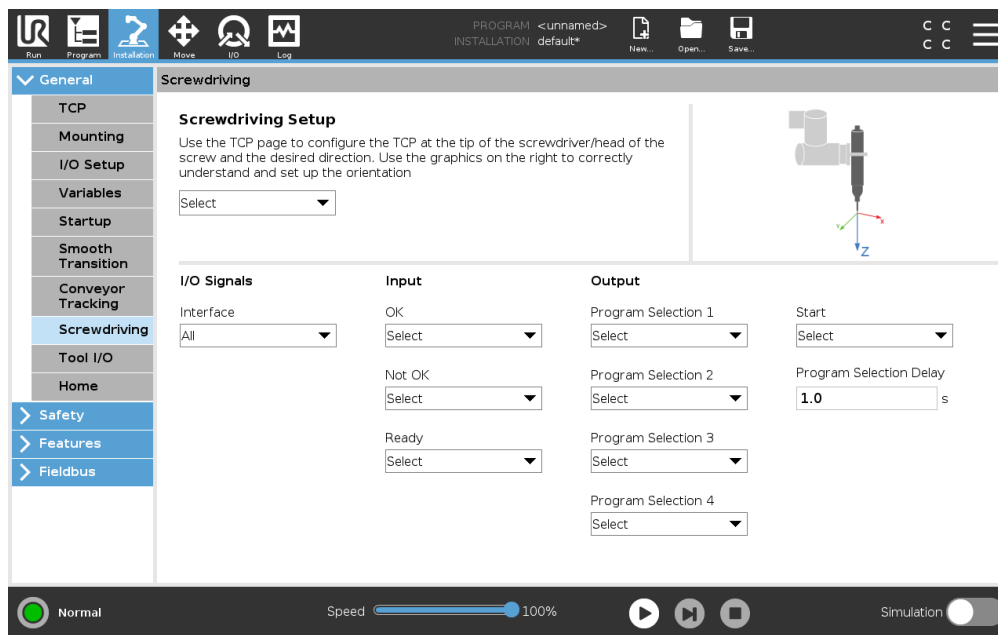 UR
PROGRAM <unnamed>
INSTALLATION default*
Run
Program
Installation
Move
I/O
Log
New...
Open...
Save...
C C
C C
General
Screwdriving
TCP
Mounting
I/O Setup
Variables
Startup
Smooth
Transition
Conveyor
Tracking
Screwdriving
Tool I/O
Home
Safety
Features
Fieldbus
Screwdriving Setup
Use the TCP page to configure the TCP at the tip of the screwdriver/head of the
screw and the desired direction. Use the graphics on the right to correctly
understand and set up the orientation
Select
Y
X
Z
I/O Signals
Interface
All
Input
OK
Select
Not OK
Select
Ready
Select
Output
Program Selection 1
Select
Program Selection 2
Select
Program Selection 3
Select
Program Selection 4
Select
Start
Select
Program Selection Delay
1.0 s
Normal
Speed 100%
Simulation